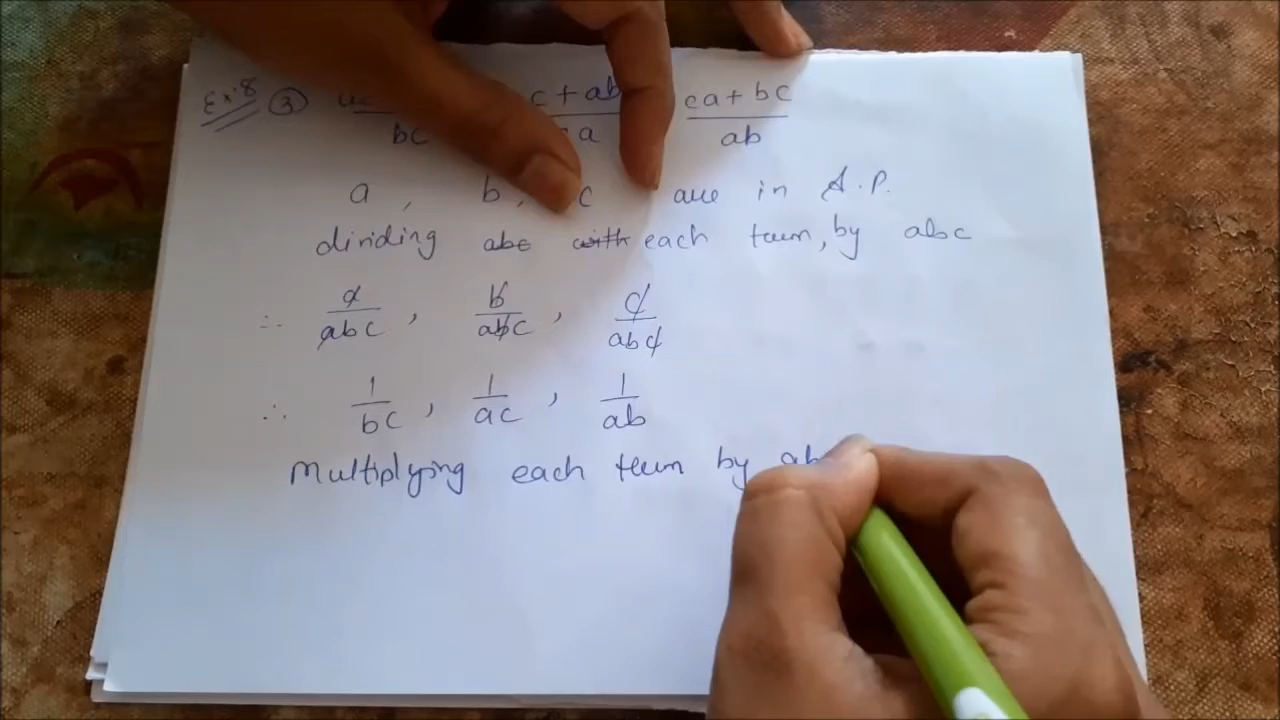 Ex:8 ③ bc c + ab a ca + bc / ab
a , b , c are in A.P.
dividing abc with each term, by abc
∴ a/abc , b/abc , c/abc
∴ 1/bc , 1/ac , 1/ab
Multiplying each term by ab